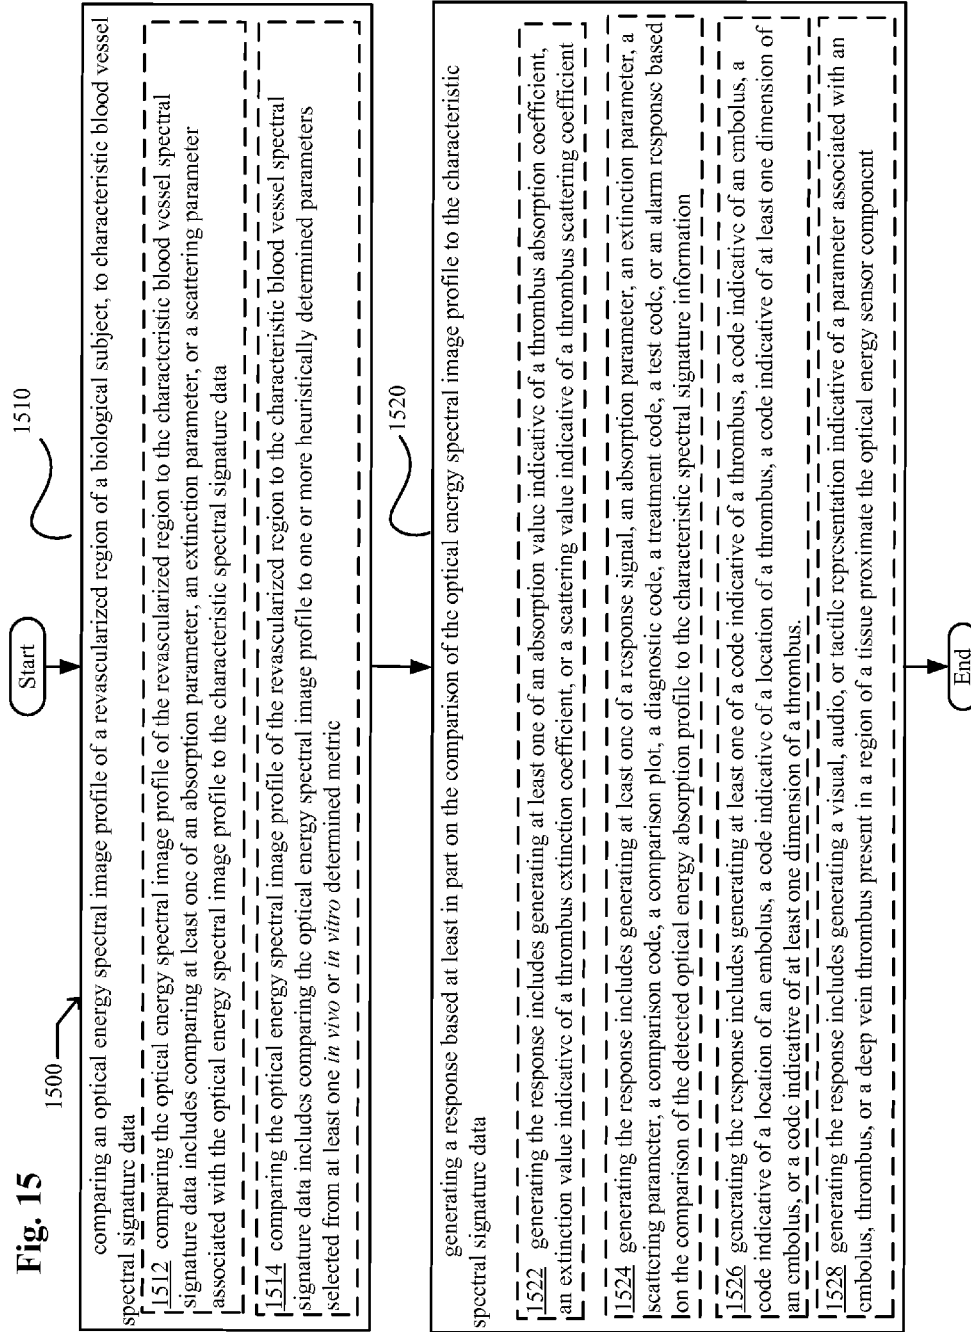 Fig. 15
1500
Start
1510
comparing an optical energy spectral image profile of a revascularized region of a biological subject, to characteristic blood vessel
spectral signature data
1512 comparing the optical energy spectral image profile of the revascularized region to the characteristic blood vessel spectral
signature data includes comparing at least one of an absorption parameter, an extinction parameter, or a scattering parameter
associated with the optical energy spectral image profile to the characteristic spectral signature data
1514 comparing the optical energy spectral image profile of the revascularized region to the characteristic blood vessel spectral
signature data includes comparing the optical energy spectral image profile to one or more heuristically determined parameters
selected from at least one in vivo or in vitro determined metric
1520
generating a response based at least in part on the comparison of the optical energy spectral image profile to the characteristic
spectral signature data
1522 generating the response includes generating at least one of an absorption value indicative of a thrombus absorption coefficient,
an extinction value indicative of a thrombus extinction coefficient, or a scattering value indicative of a thrombus scattering coefficient
1524 generating the response includes generating at least one of a response signal, an absorption parameter, an extinction parameter, a
scattering parameter, a comparison code, a comparison plot, a diagnostic code, a treatment code, a test code, or an alarm response based
on the comparison of the detected optical energy absorption profile to the characteristic spectral signature information
1526 generating the response includes generating at least one of a code indicative of a thrombus, a code indicative of an embolus, a
code indicative of a location of an embolus, a code indicative of a location of a thrombus, a code indicative of at least one dimension of
an embolus, or a code indicative of at least one dimension of a thrombus.
1528 generating the response includes generating a visual, audio, or tactile representation indicative of a parameter associated with an
embolus, thrombus, or a deep vein thrombus present in a region of a tissue proximate the optical energy sensor component
End